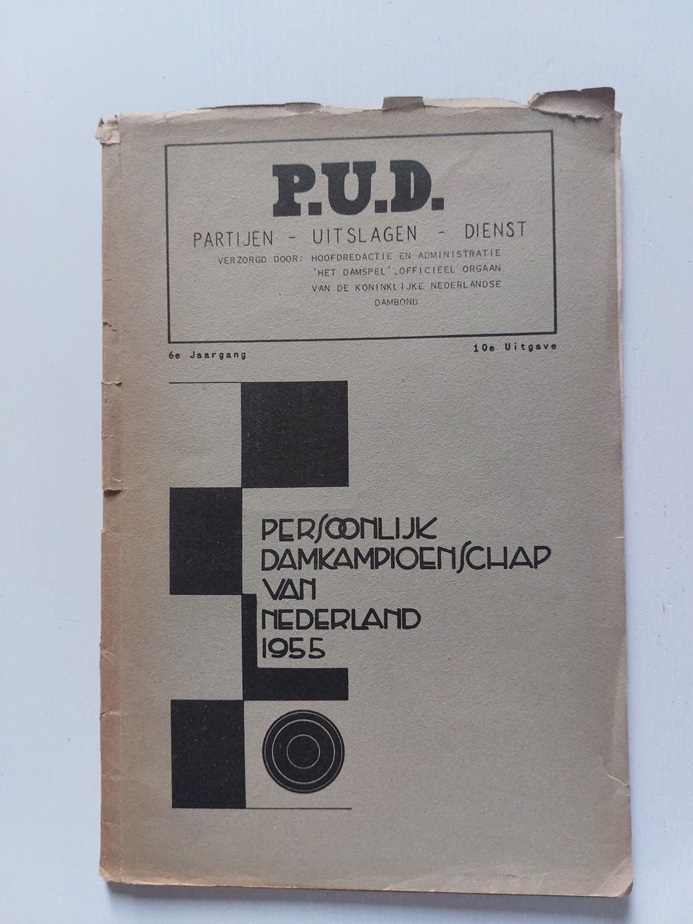 P.U.D.
PARTIJEN - UITSLAGEN - DIENST
VERZORGD DOOR: HOOFDREDACTIE EN ADMINISTRATIE
'HET DAMSPEL', OFFICIEEL ORGAAN
VAN DE KONINKLIJKE NEDERLANDSE
DAMBOND
6e Jaargang 10e Uitgave
PERSOONLIJK
DAMKAMPIOENSCHAP
VAN
NEDERLAND
1955